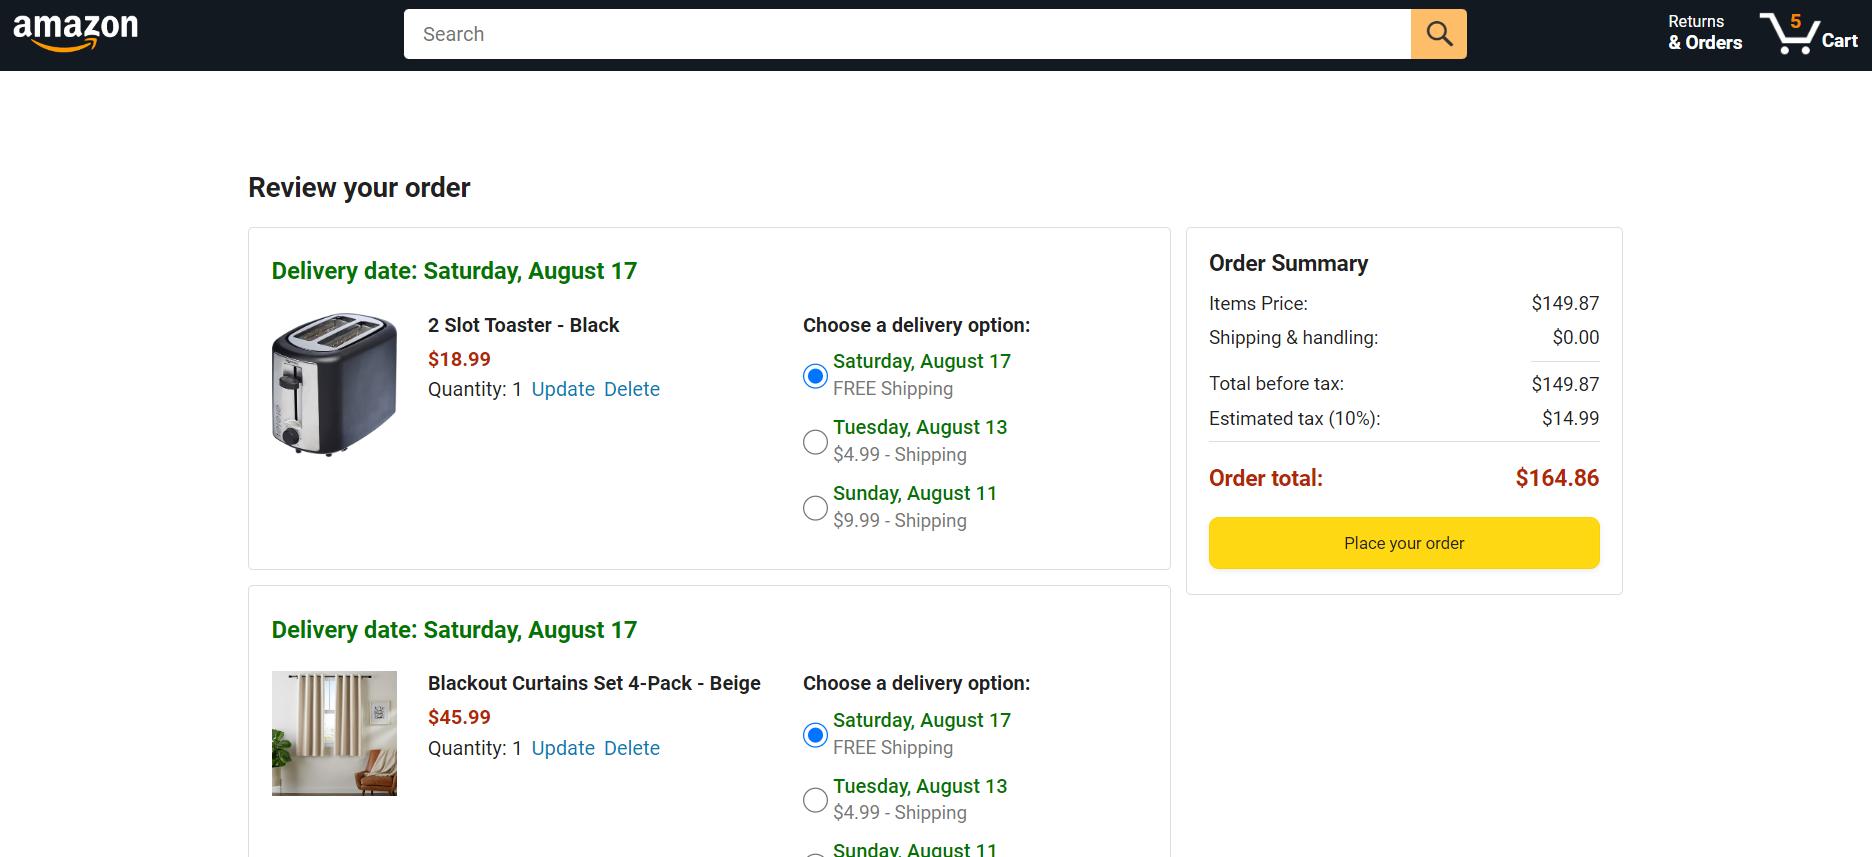 amazon
Search
Returns
& Orders
5
Cart
Review your order
Delivery date: Saturday, August 17
2 Slot Toaster - Black
$18.99
Quantity: 1 Update Delete
Choose a delivery option:
Saturday, August 17
FREE Shipping
Tuesday, August 13
$4.99 - Shipping
Sunday, August 11
$9.99 - Shipping
Order Summary
Items Price: $149.87
Shipping & handling: $0.00
Total before tax: $149.87
Estimated tax (10%): $14.99
Order total: $164.86
Place your order
Delivery date: Saturday, August 17
Blackout Curtains Set 4-Pack - Beige
$45.99
Quantity: 1 Update Delete
Choose a delivery option:
Saturday, August 17
FREE Shipping
Tuesday, August 13
$4.99 - Shipping
Sunday, August 11